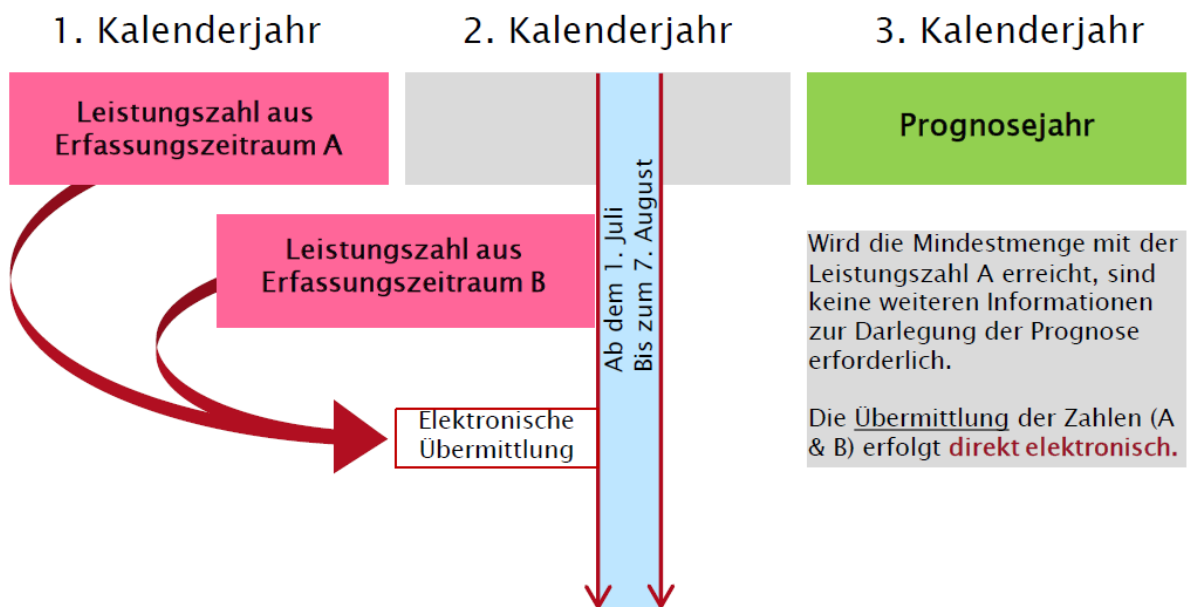 1. Kalenderjahr
2. Kalenderjahr
3. Kalenderjahr
Leistungszahl aus
Erfassungszeitraum A
Prognosejahr
Leistungszahl aus
Erfassungszeitraum B
Ab dem 1. Juli
Bis zum 7. August
Elektronische
Übermittlung
Wird die Mindestmenge mit der
Leistungszahl A erreicht, sind
keine weiteren Informationen
zur Darlegung der Prognose
erforderlich.
Die Übermittlung der Zahlen (A
& B) erfolgt direkt elektronisch.